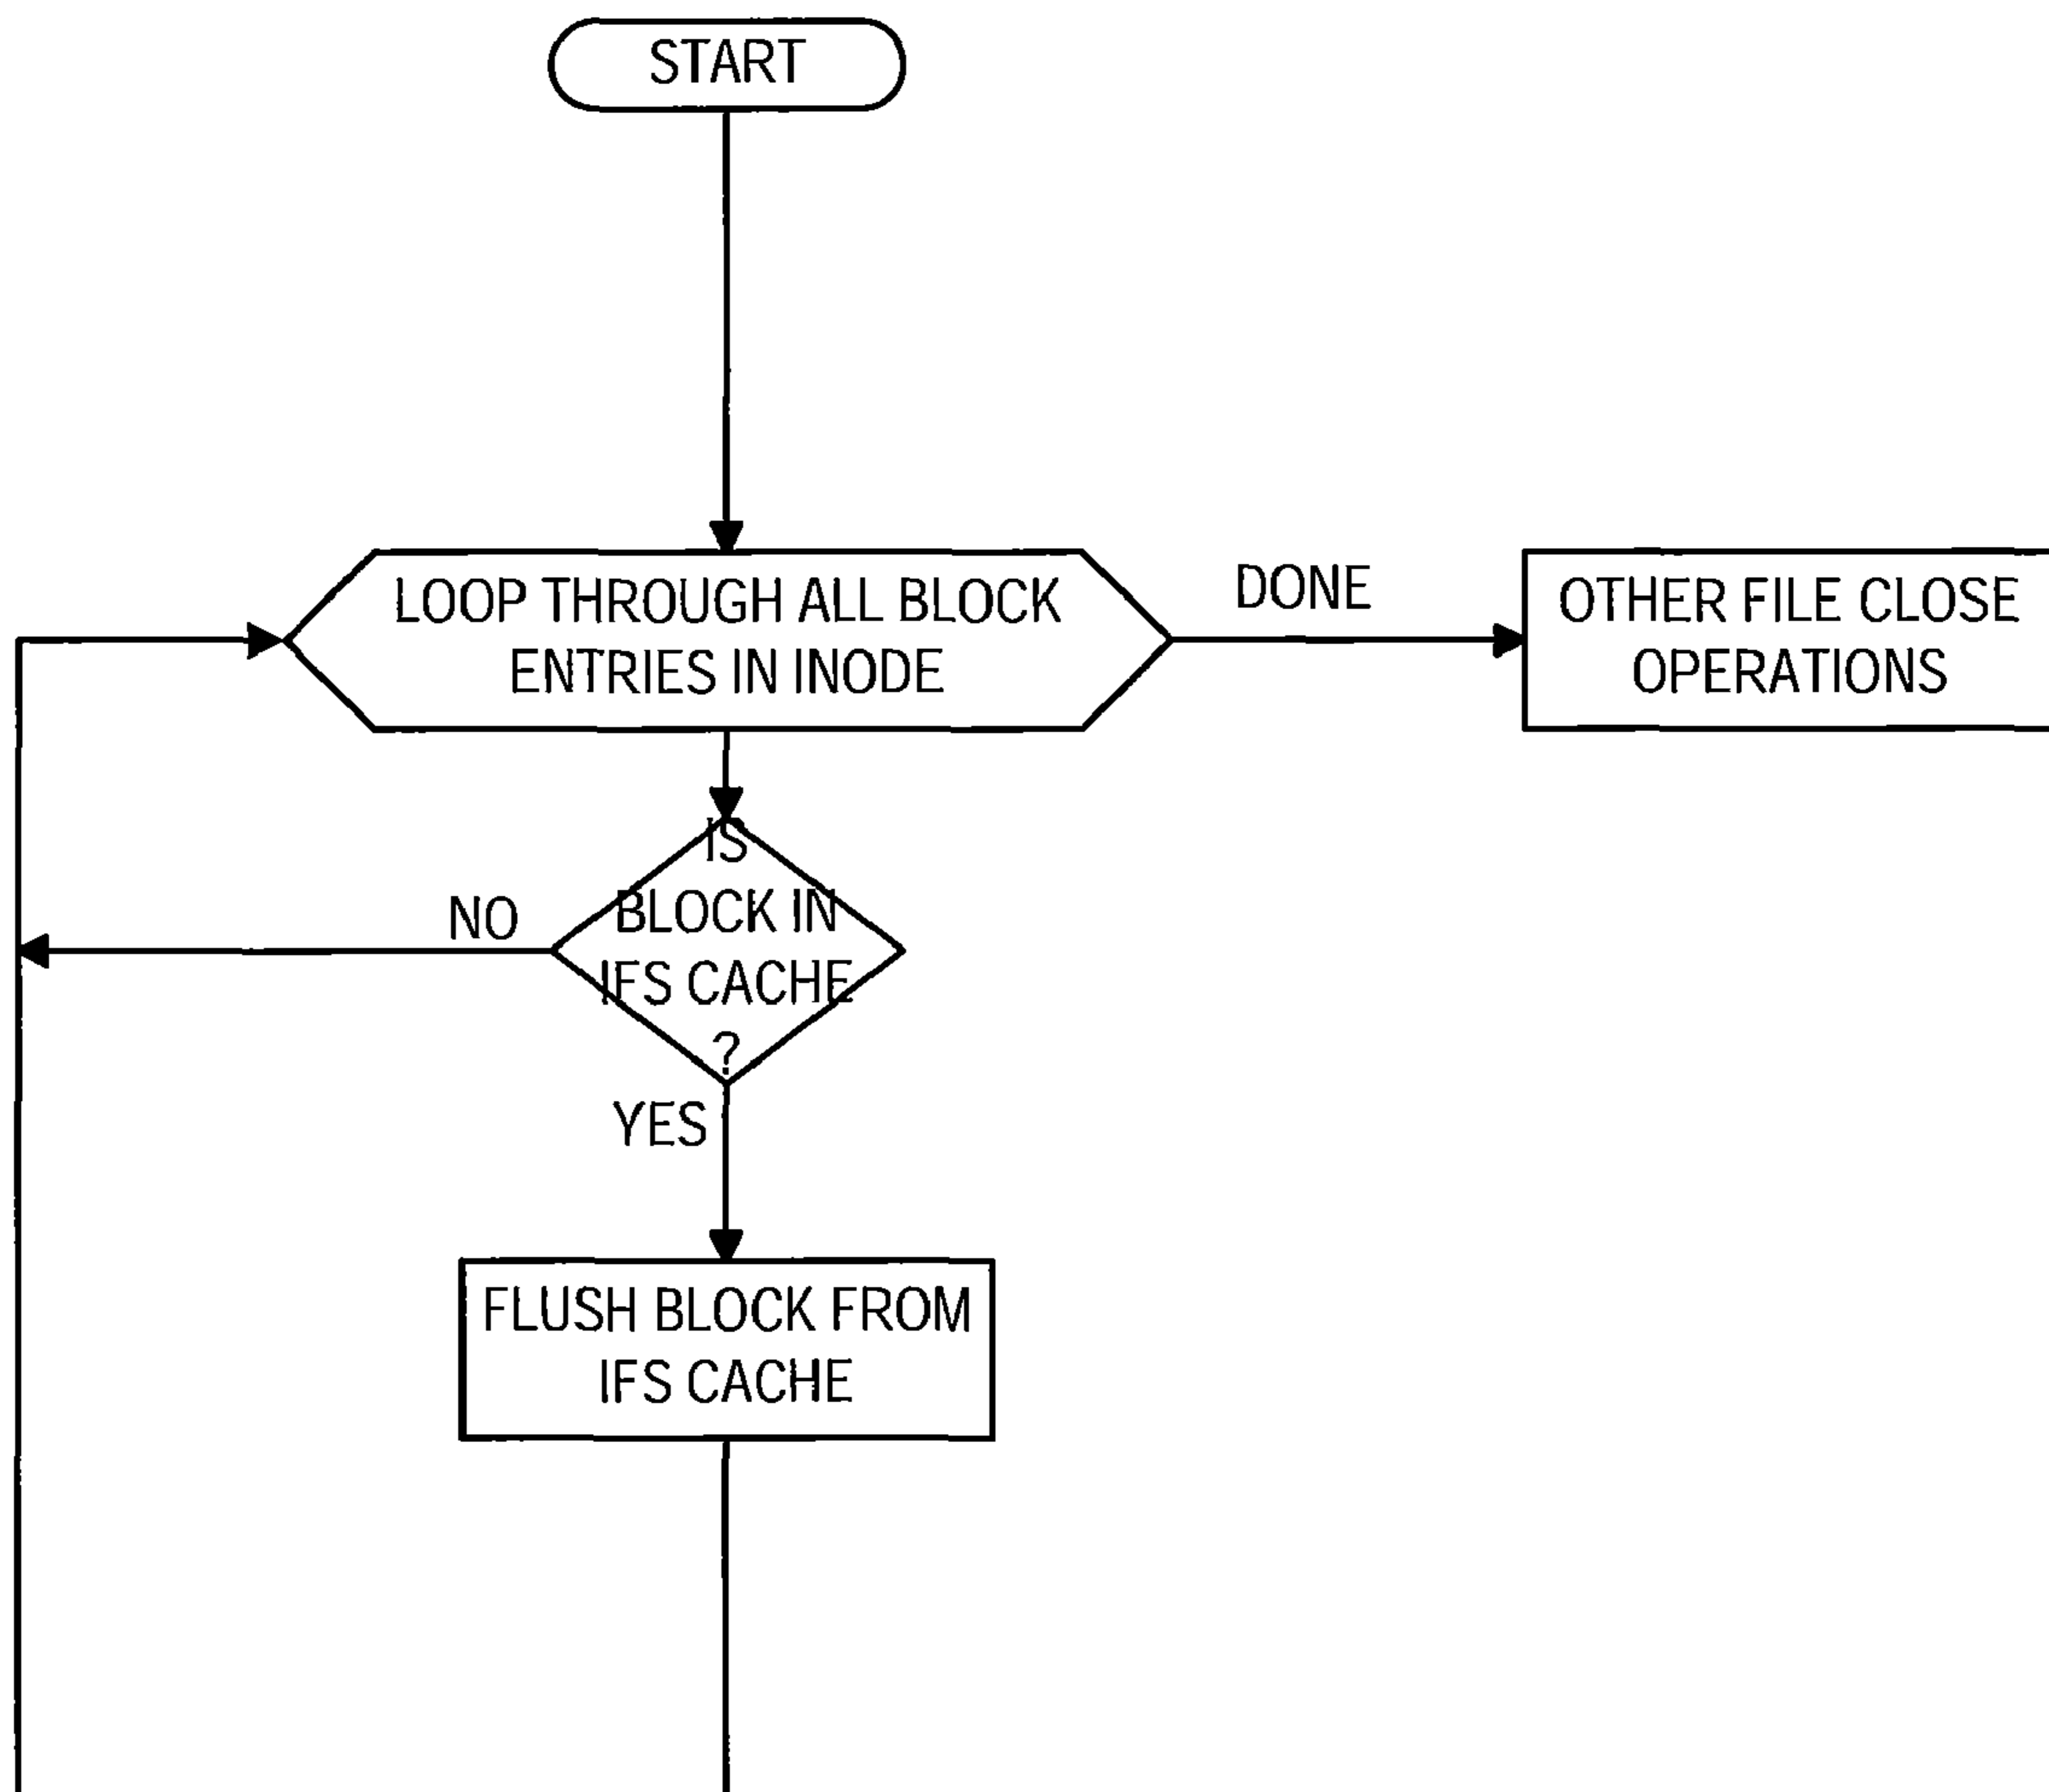 START
LOOP THROUGH ALL BLOCK
ENTRIES IN INODE
DONE
OTHER FILE CLOSE
OPERATIONS
IS
BLOCK IN
IFS CACHE
?
NO
YES
FLUSH BLOCK FROM
IFS CACHE